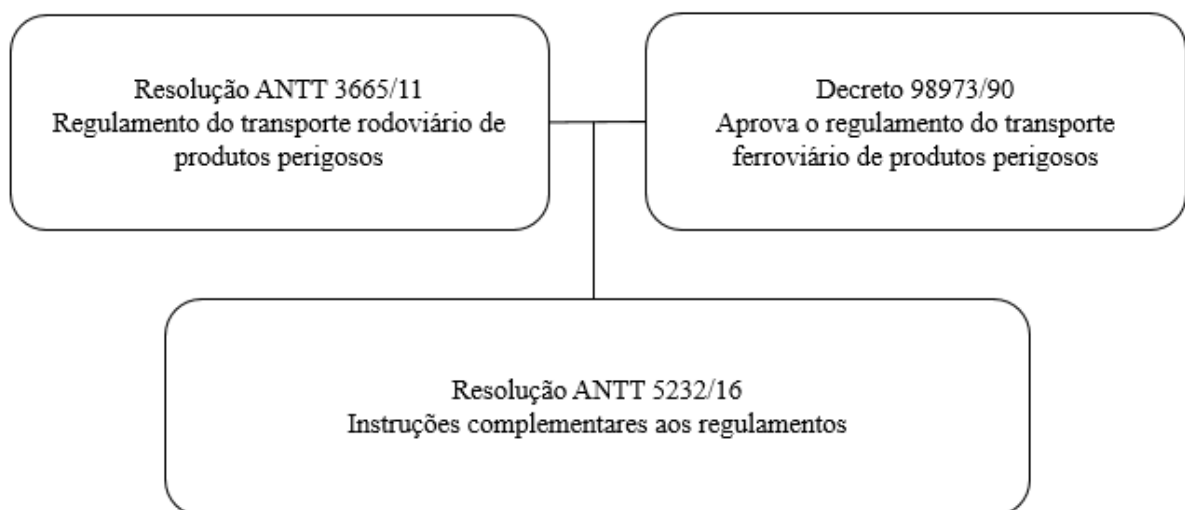 Resolução ANTT 3665/11
Regulamento do transporte rodoviário de
produtos perigosos
Decreto 98973/90
Aprova o regulamento do transporte
ferroviário de produtos perigosos
Resolução ANTT 5232/16
Instruções complementares aos regulamentos